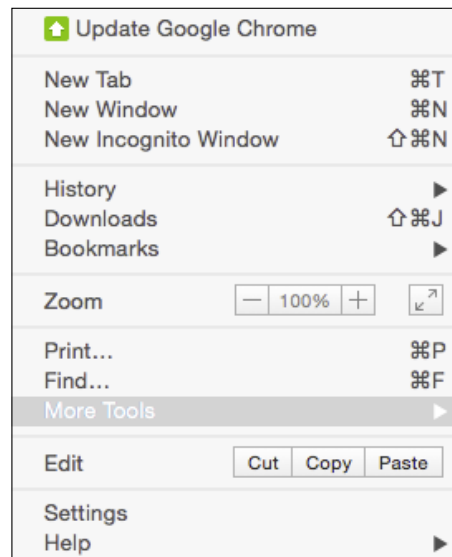 Update Google Chrome
New Tab ⌘T
New Window ⌘N
New Incognito Window ⇧⌘N
History ▶
Downloads ⇧⌘J
Bookmarks ▶
Zoom — 100% +
Print... ⌘P
Find... ⌘F
More Tools ▶
Edit Cut Copy Paste
Settings
Help ▶